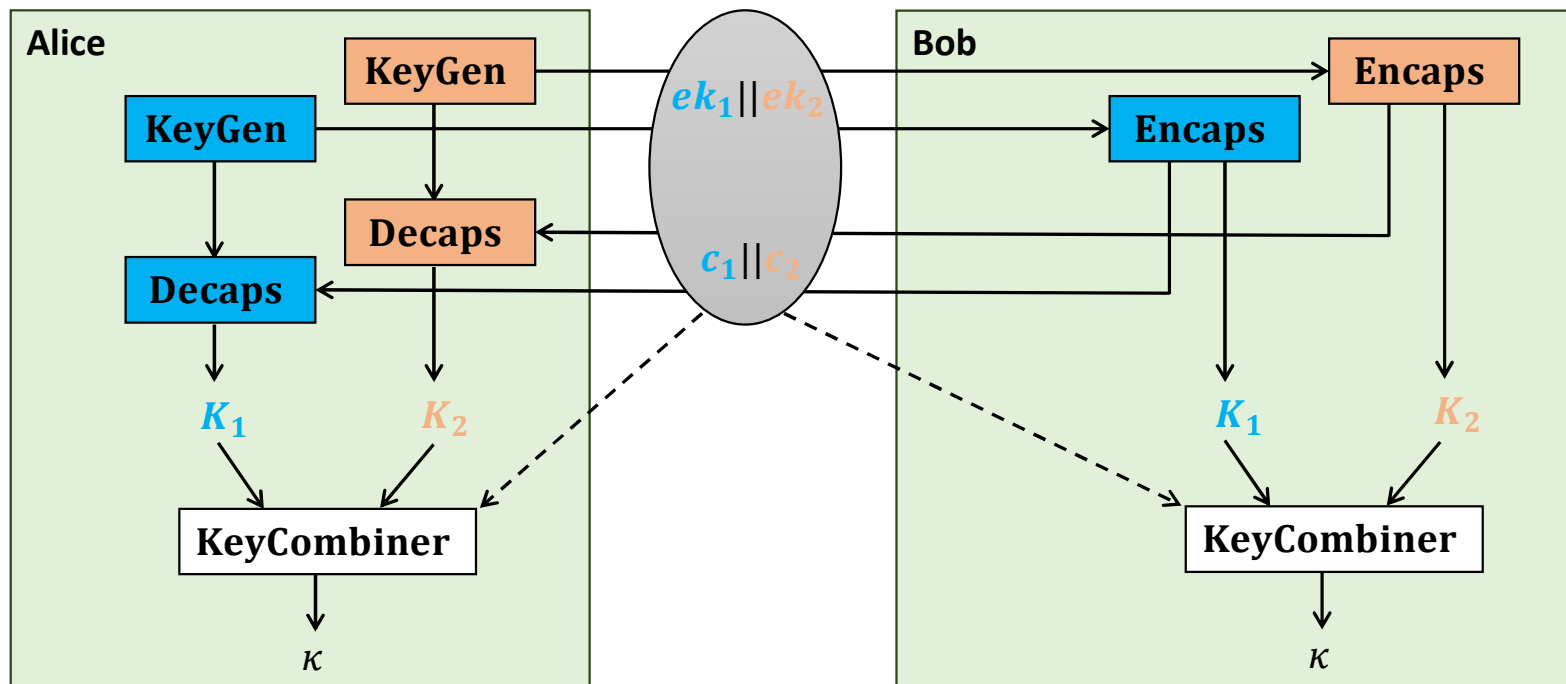 Alice
Bob
KeyGen
Encaps
ek₁||ek₂
KeyGen
Encaps
Decaps
c₁||c₂
Decaps
K₁
K₂
K₁
K₂
KeyCombiner
KeyCombiner
κ
κ